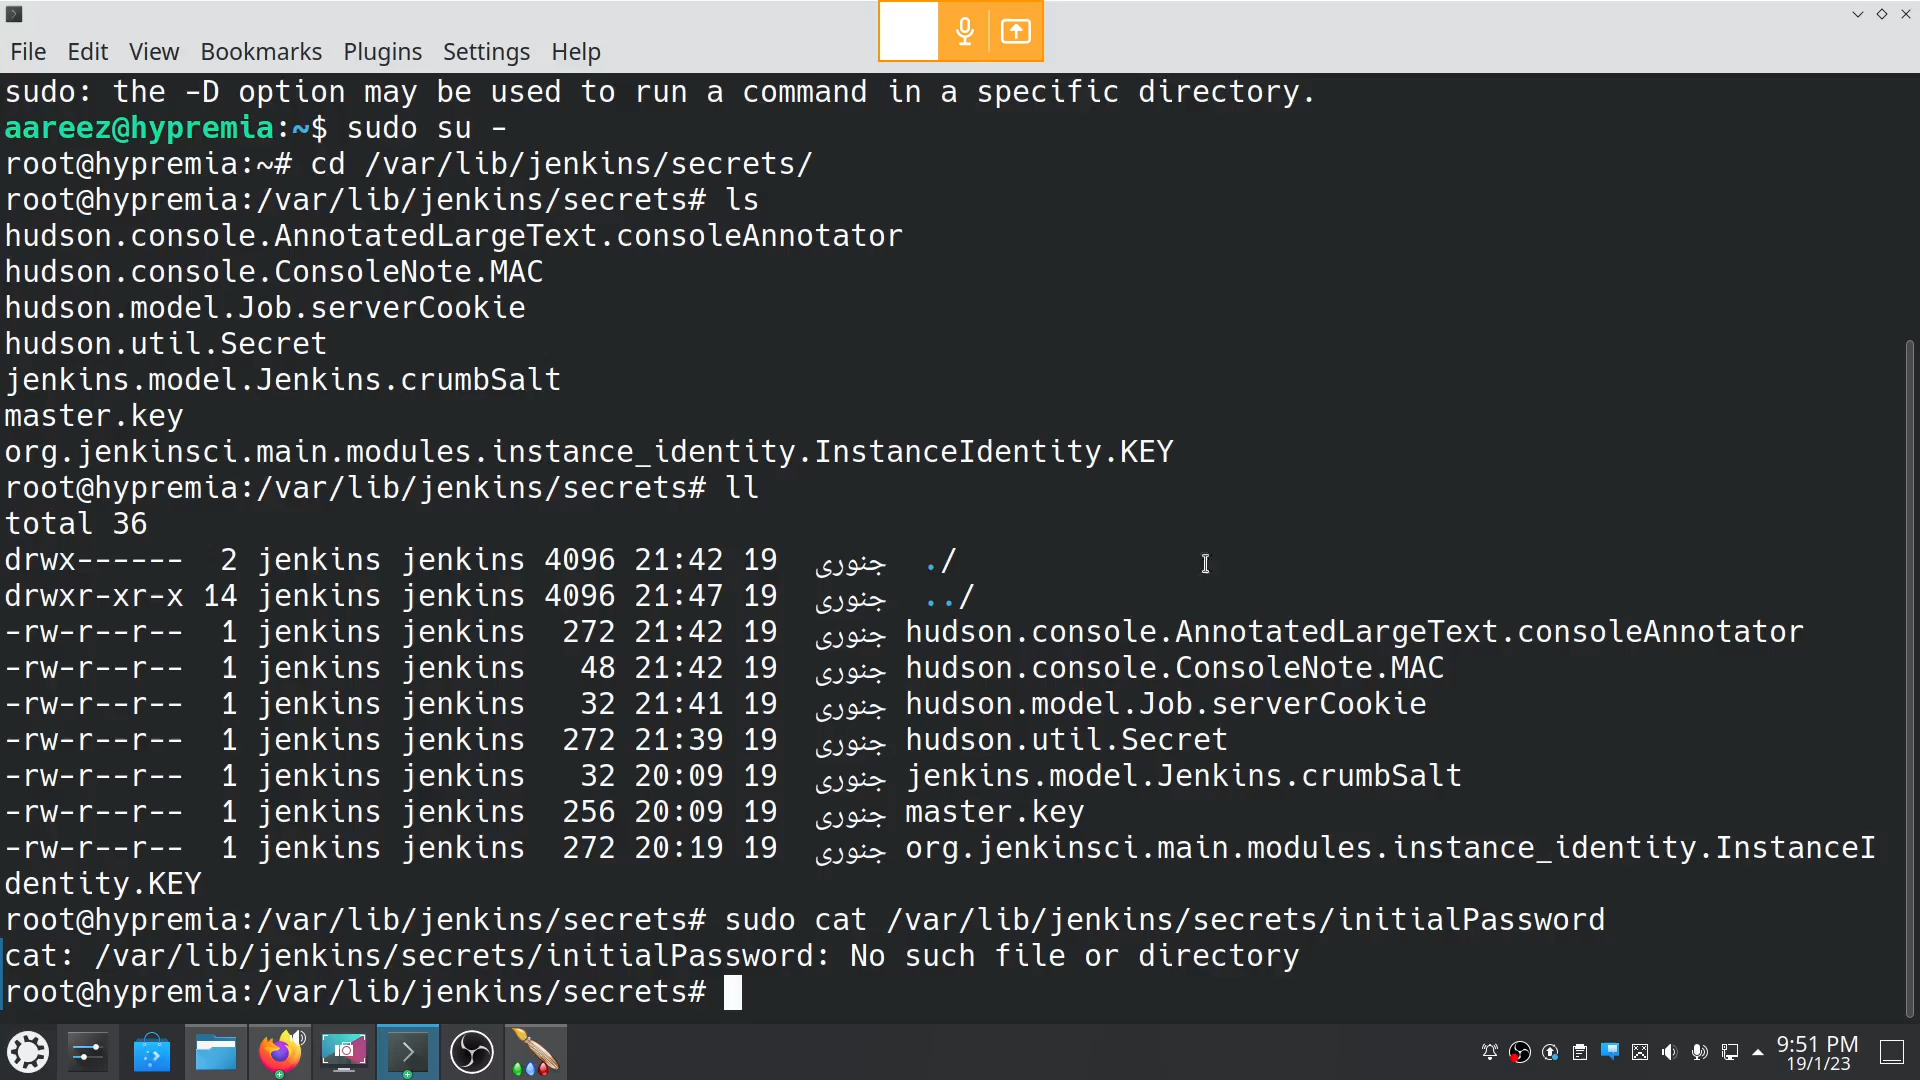 File Edit View Bookmarks Plugins Settings Help
sudo: the -D option may be used to run a command in a specific directory.
aareez@hypremia:~$ sudo su -
root@hypremia:~# cd /var/lib/jenkins/secrets/
root@hypremia:/var/lib/jenkins/secrets# ls
hudson.console.AnnotatedLargeText.consoleAnnotator
hudson.console.ConsoleNote.MAC
hudson.model.Job.serverCookie
hudson.util.Secret
jenkins.model.Jenkins.crumbSalt
master.key
org.jenkinsci.main.modules.instance_identity.InstanceIdentity.KEY
root@hypremia:/var/lib/jenkins/secrets# ll
total 36
drwx------  2 jenkins jenkins 4096 21:42 19  جنوری  ./
drwxr-xr-x 14 jenkins jenkins 4096 21:47 19  جنوری  ../
-rw-r--r--  1 jenkins jenkins  272 21:42 19  جنوری hudson.console.AnnotatedLargeText.consoleAnnotator
-rw-r--r--  1 jenkins jenkins   48 21:42 19  جنوری hudson.console.ConsoleNote.MAC
-rw-r--r--  1 jenkins jenkins   32 21:41 19  جنوری hudson.model.Job.serverCookie
-rw-r--r--  1 jenkins jenkins  272 21:39 19  جنوری hudson.util.Secret
-rw-r--r--  1 jenkins jenkins   32 20:09 19  جنوری jenkins.model.Jenkins.crumbSalt
-rw-r--r--  1 jenkins jenkins  256 20:09 19  جنوری master.key
-rw-r--r--  1 jenkins jenkins  272 20:19 19  جنوری org.jenkinsci.main.modules.instance_identity.InstanceI
dentity.KEY
root@hypremia:/var/lib/jenkins/secrets# sudo cat /var/lib/jenkins/secrets/initialPassword
cat: /var/lib/jenkins/secrets/initialPassword: No such file or directory
root@hypremia:/var/lib/jenkins/secrets#
9:51 PM
19/1/23